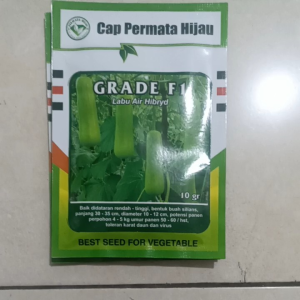 Cap Permata Hijau
GRADE F1
Labu Air Hibryd
10 gr
Baik didataran rendah - tinggi, bentuk buah silinris,
panjang 30 - 35 cm, diameter 10 - 12 cm, potensi panen
perpohon 4 - 5 kg umur panen 50 - 60 / hst,
toleran karat daun dan virus
BEST SEED FOR VEGETABLE